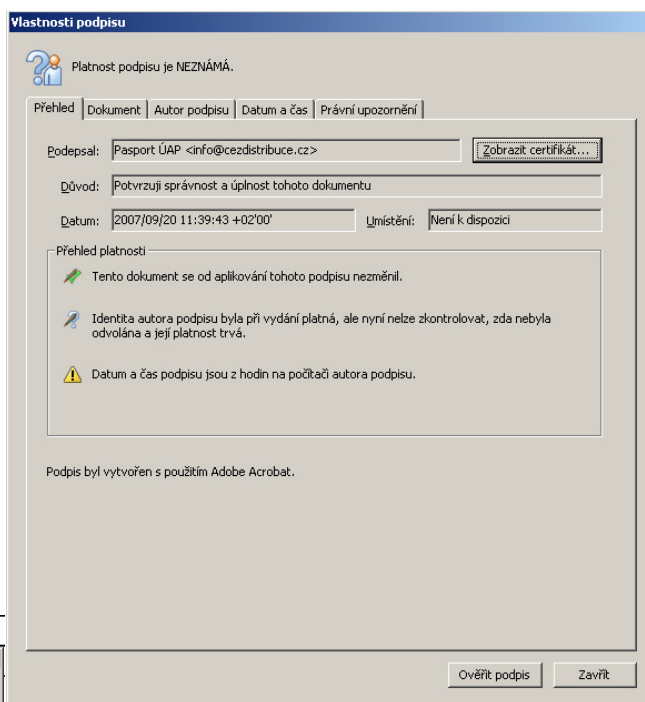 Vlastnosti podpisu
Platnost podpisu je NEZNÁMÁ.
Přehled Dokument Autor podpisu Datum a čas Právní upozornění
Podepsal: Pasport ÚAP <info@cezdistribuce.cz> Zobrazit certifikát...
Důvod: Potvrzuji správnost a úplnost tohoto dokumentu
Datum: 2007/09/20 11:39:43 +02'00' Umístění: Není k dispozici
Přehled platnosti
Tento dokument se od aplikování tohoto podpisu nezměnil.
Identita autora podpisu byla při vydání platná, ale nyní nelze zkontrolovat, zda nebyla
odvolána a její platnost trvá.
Datum a čas podpisu jsou z hodin na počítači autora podpisu.
Podpis byl vytvořen s použitím Adobe Acrobat.
Ověřit podpis Zavřít